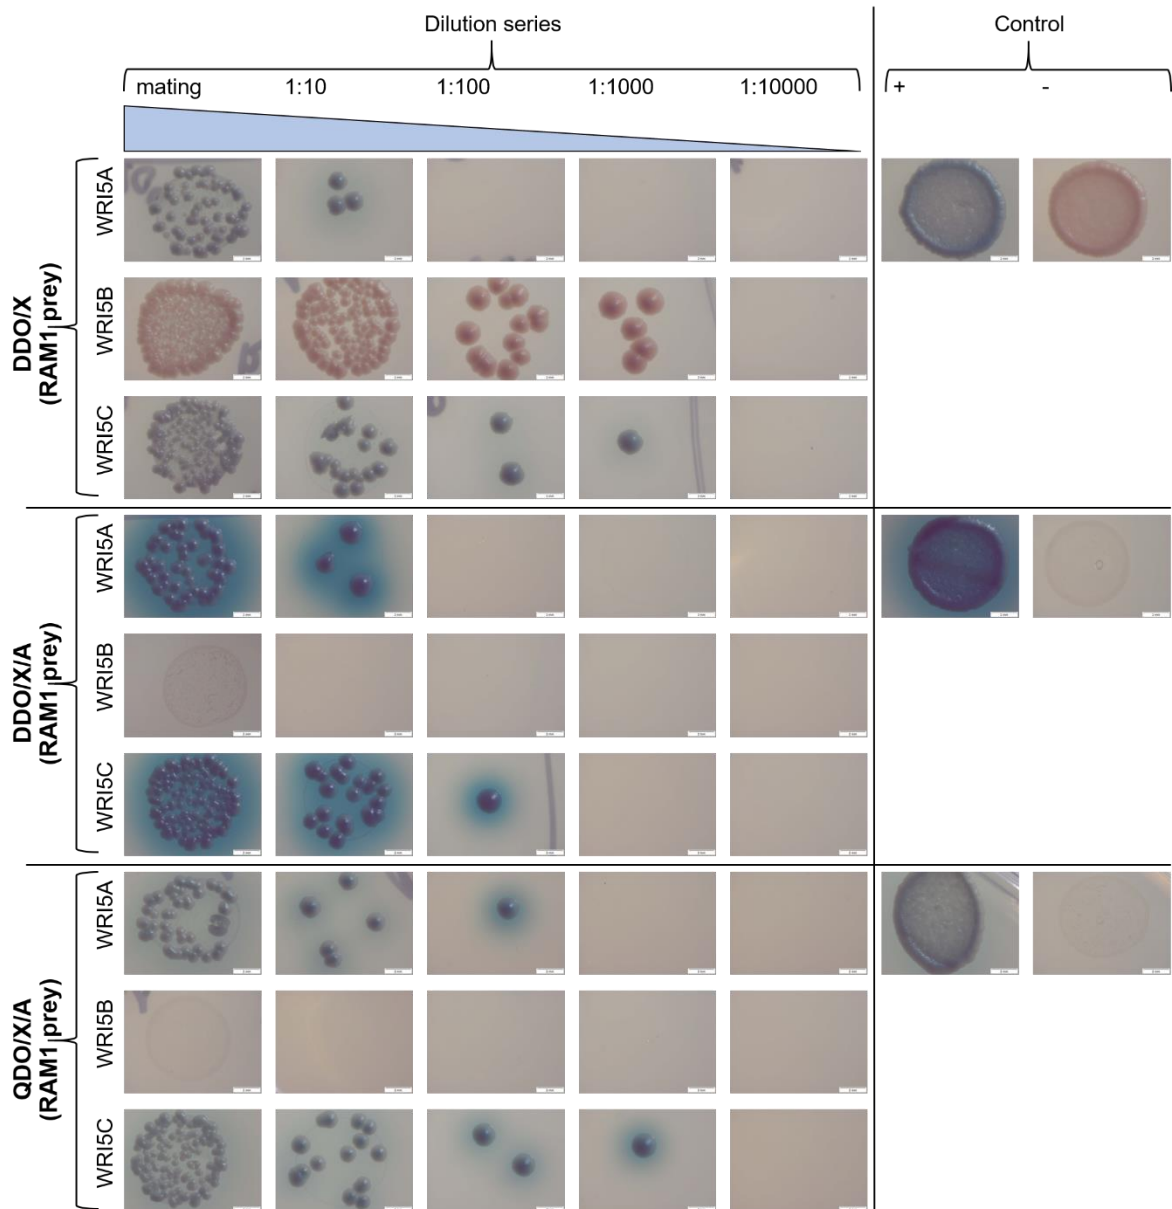 Dilution series
Control
mating 1:10 1:100 1:1000 1:10000
+ -
DDO/X
(RAM1 prey)
WRI5A
WRI5B
WRI5C
DDO/X/A
(RAM1 prey)
WRI5A
WRI5B
WRI5C
QDO/X/A
(RAM1 prey)
WRI5A
WRI5B
WRI5C